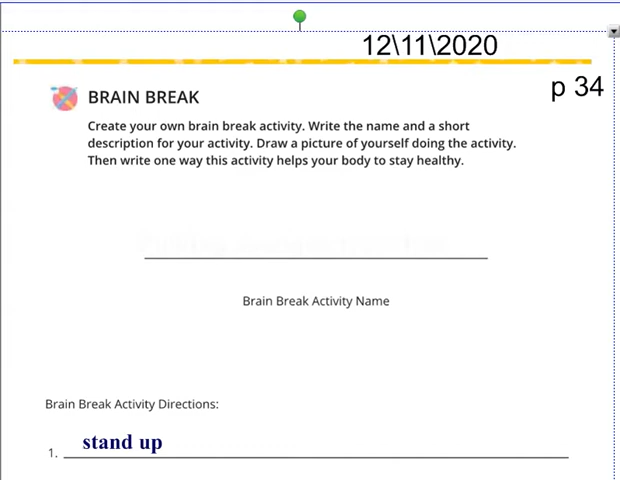 12\11\2020
p 34
BRAIN BREAK
Create your own brain break activity. Write the name and a short
description for your activity. Draw a picture of yourself doing the activity.
Then write one way this activity helps your body to stay healthy.
Brain Break Activity Name
Brain Break Activity Directions:
1. stand up